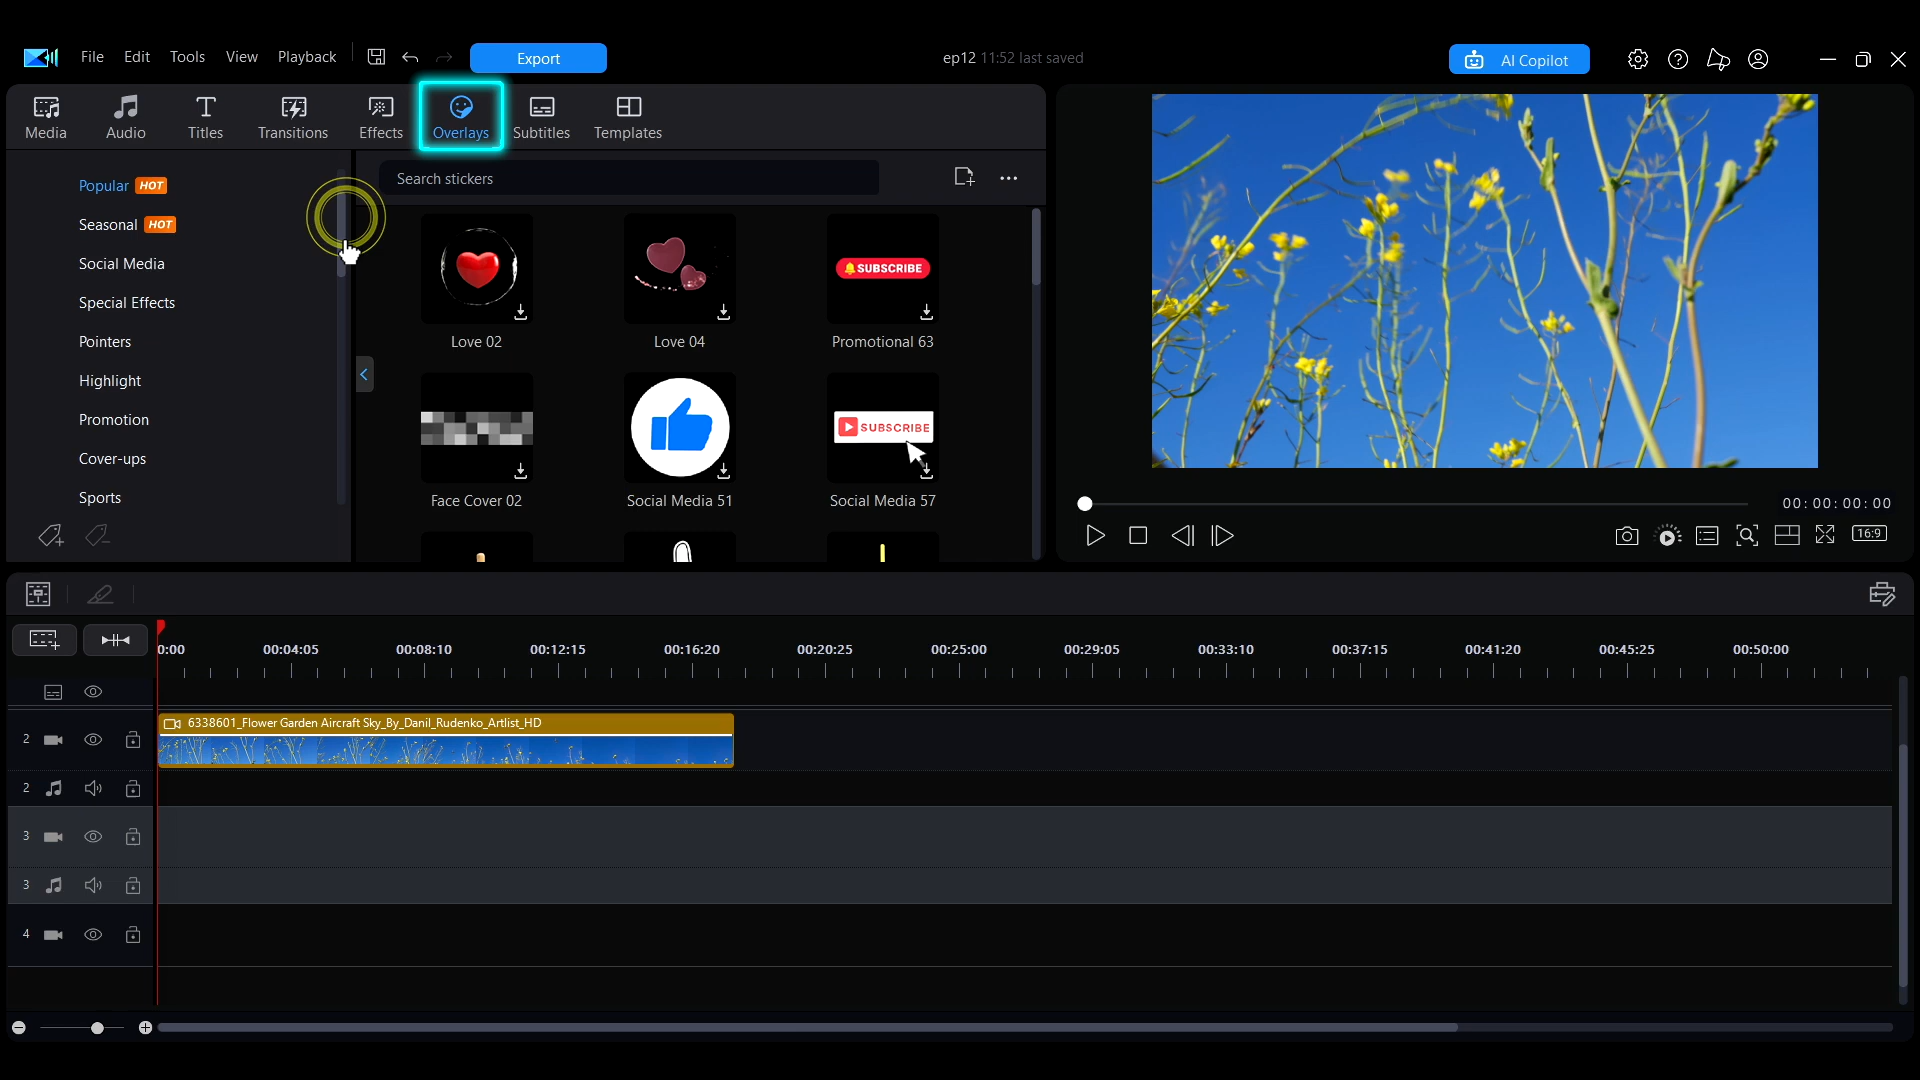 File Edit Tools View Playback Export ep12 11:52 last saved AI Copilot
Media Audio Titles Transitions Effects Overlays Subtitles Templates
Search stickers
Popular HOT
Seasonal HOT
Social Media
Special Effects
Pointers
Highlight
Promotion
Cover-ups
Sports
SUBSCRIBE
Love 02 Love 04 Promotional 63
SUBSCRIBE
Face Cover 02 Social Media 51 Social Media 57
00:00:00:00
16:9
0:00 00:04:05 00:08:10 00:12:15 00:16:20 00:20:25 00:25:00 00:29:05 00:33:10 00:37:15 00:41:20 00:45:25 00:50:00
6338601_Flower Garden Aircraft Sky_By_Danil_Rudenko_Artlist_HD
2
2
3
3
4